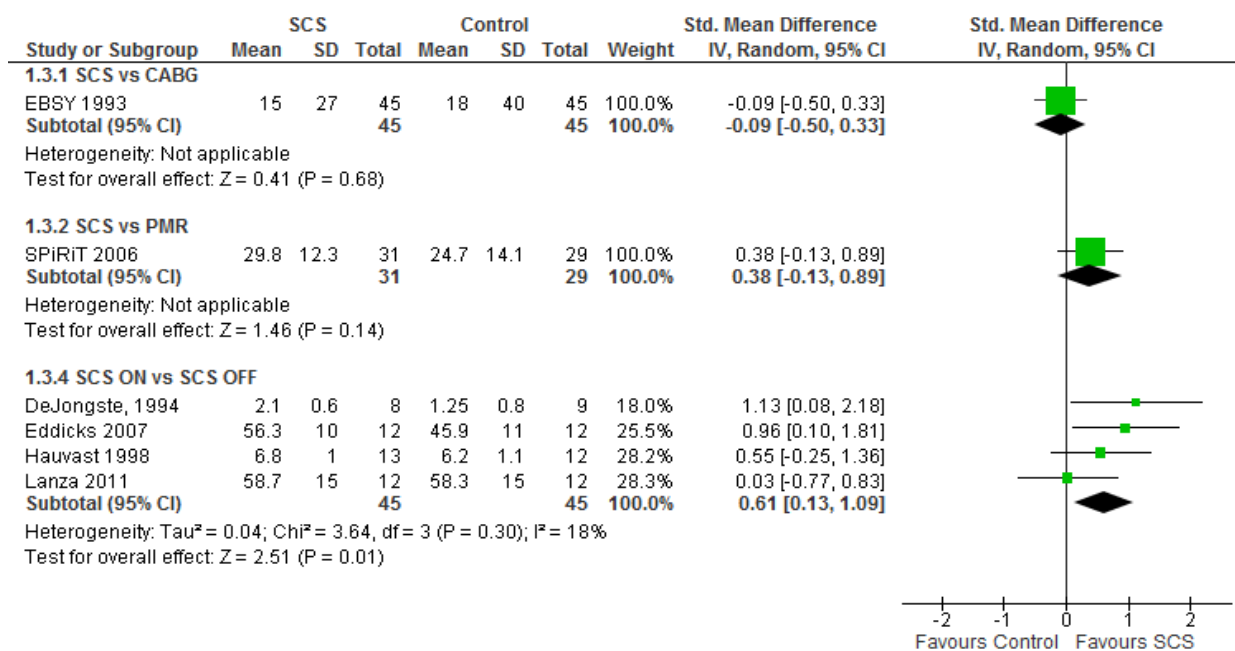 SCS Control Std. Mean Difference Std. Mean Difference
Study or Subgroup Mean SD Total Mean SD Total Weight IV, Random, 95% CI IV, Random, 95% CI
1.3.1 SCS vs CABG
EBSY 1993 15 27 45 18 40 45 100.0% -0.09 [-0.50, 0.33]
Subtotal (95% CI) 45 45 100.0% -0.09 [-0.50, 0.33]
Heterogeneity: Not applicable
Test for overall effect: Z = 0.41 (P = 0.68)
1.3.2 SCS vs PMR
SPiRiT 2006 29.8 12.3 31 24.7 14.1 29 100.0% 0.38 [-0.13, 0.89]
Subtotal (95% CI) 31 29 100.0% 0.38 [-0.13, 0.89]
Heterogeneity: Not applicable
Test for overall effect: Z = 1.46 (P = 0.14)
1.3.4 SCS ON vs SCS OFF
DeJongste, 1994 2.1 0.6 8 1.25 0.8 9 18.0% 1.13 [0.08, 2.18]
Eddicks 2007 56.3 10 12 45.9 11 12 25.5% 0.96 [0.10, 1.81]
Hauvast 1998 6.8 1 13 6.2 1.1 12 28.2% 0.55 [-0.25, 1.36]
Lanza 2011 58.7 15 12 58.3 15 12 28.3% 0.03 [-0.77, 0.83]
Subtotal (95% CI) 45 45 100.0% 0.61 [0.13, 1.09]
Heterogeneity: Tau² = 0.04; Chi² = 3.64, df = 3 (P = 0.30); I² = 18%
Test for overall effect: Z = 2.51 (P = 0.01)
-2 -1 0 1 2
Favours Control Favours SCS